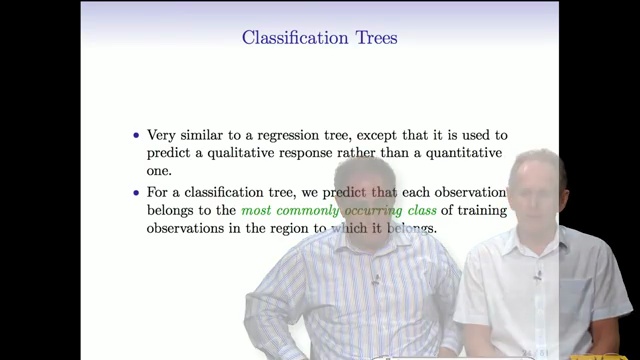 Classification Trees
• Very similar to a regression tree, except that it is used to
predict a qualitative response rather than a quantitative
one.
• For a classification tree, we predict that each observation
belongs to the most commonly occurring class of training
observations in the region to which it belongs.